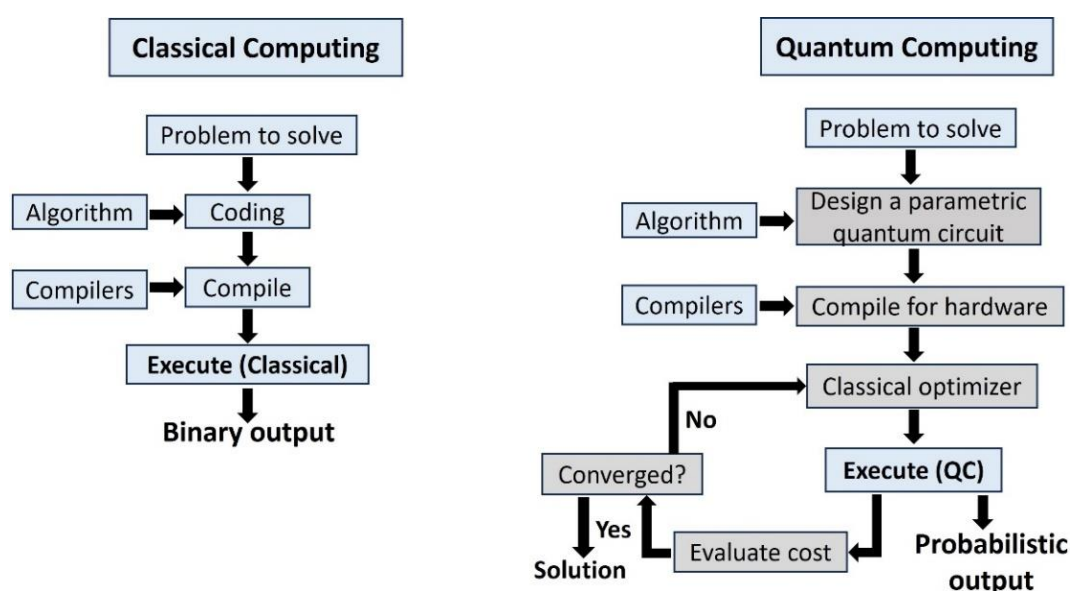 Classical Computing
Problem to solve
Algorithm
Coding
Compilers
Compile
Execute (Classical)
Binary output
Quantum Computing
Problem to solve
Algorithm
Design a parametric
quantum circuit
Compilers
Compile for hardware
Classical optimizer
No
Execute (QC)
Converged?
Yes
Evaluate cost
Solution
Probabilistic
output